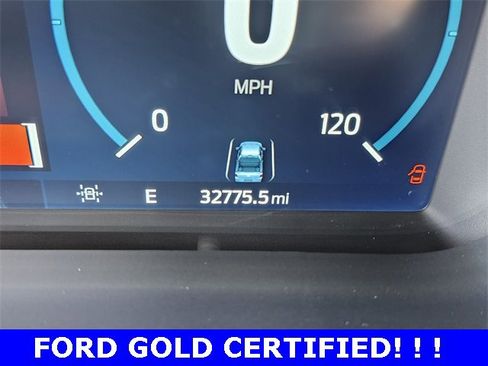 0
MPH
0 120
E 32775.5 mi
FORD GOLD CERTIFIED! ! !